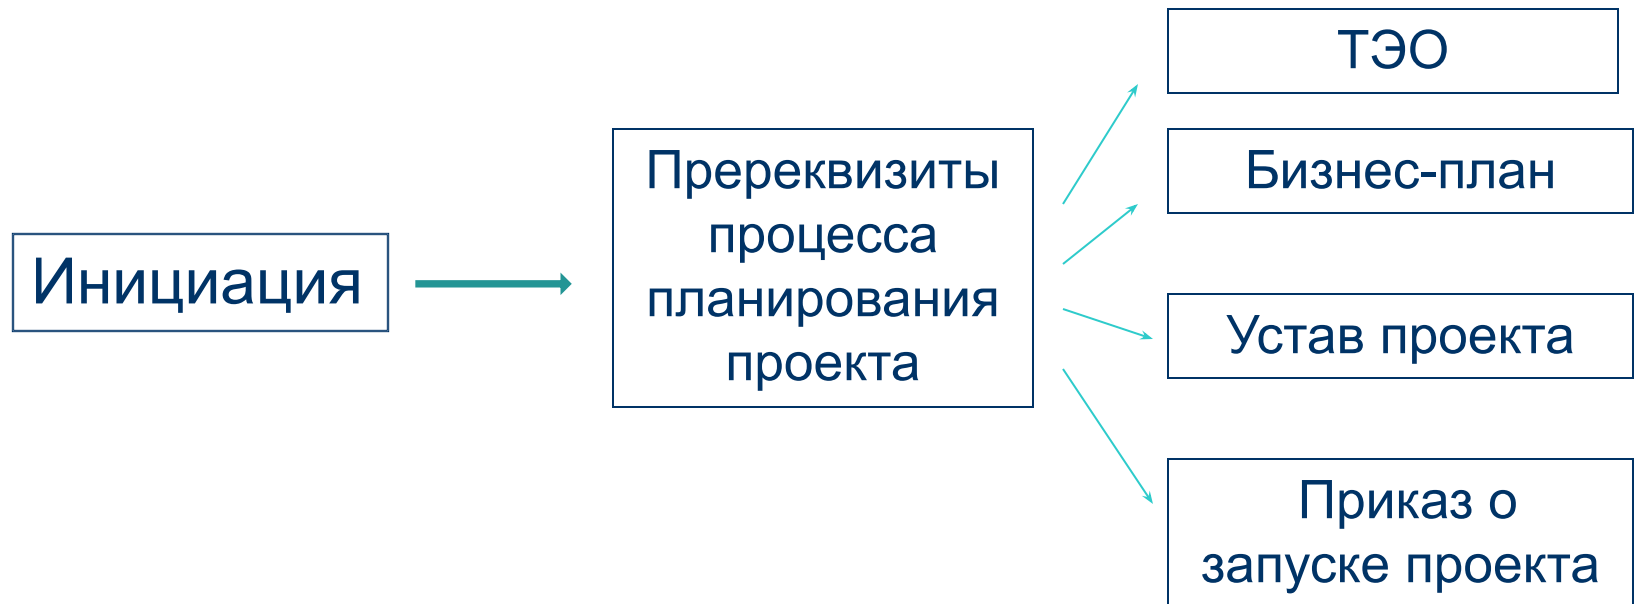 Инициация
Пререквизиты
процесса
планирования
проекта
ТЭО
Бизнес-план
Устав проекта
Приказ о
запуске проекта